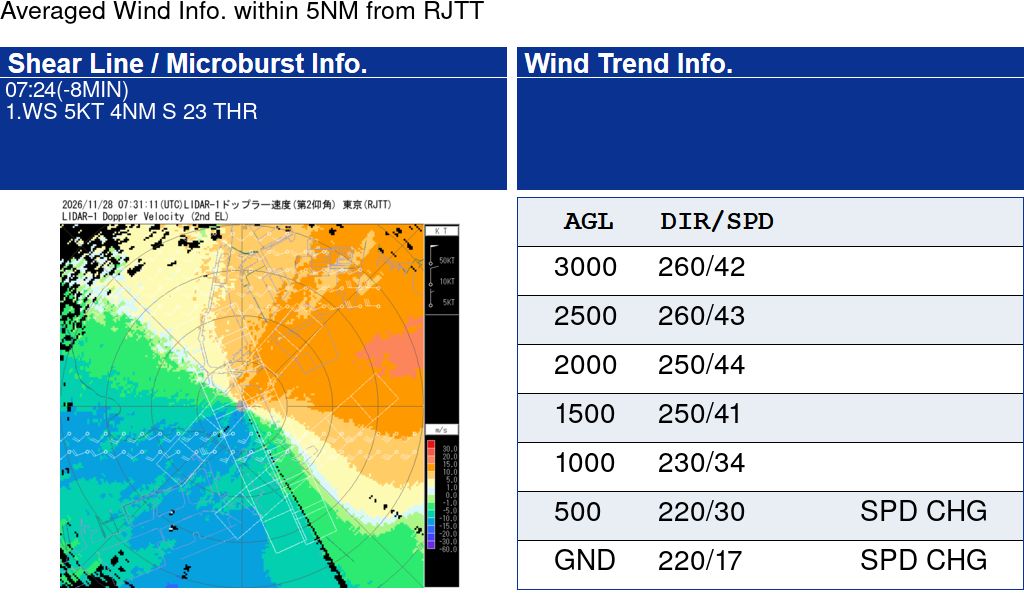 Averaged Wind Info. within 5NM from RJTT
Shear Line / Microburst Info.
07:24(-8MIN)
1.WS 5KT 4NM S 23 THR
Wind Trend Info.
2026/11/28 07:31:11(UTC)LIDAR-1ドップラー速度(第2仰角) 東京(RJTT)
LIDAR-1 Doppler Velocity (2nd EL)
KT
50KT
10KT
5KT
m/s
30.0
20.0
15.0
10.0
5.0
1.0
0.0
-1.0
-5.0
-10.0
-15.0
-20.0
-30.0
-60.0
AGL DIR/SPD
3000 260/42
2500 260/43
2000 250/44
1500 250/41
1000 230/34
500 220/30 SPD CHG
GND 220/17 SPD CHG